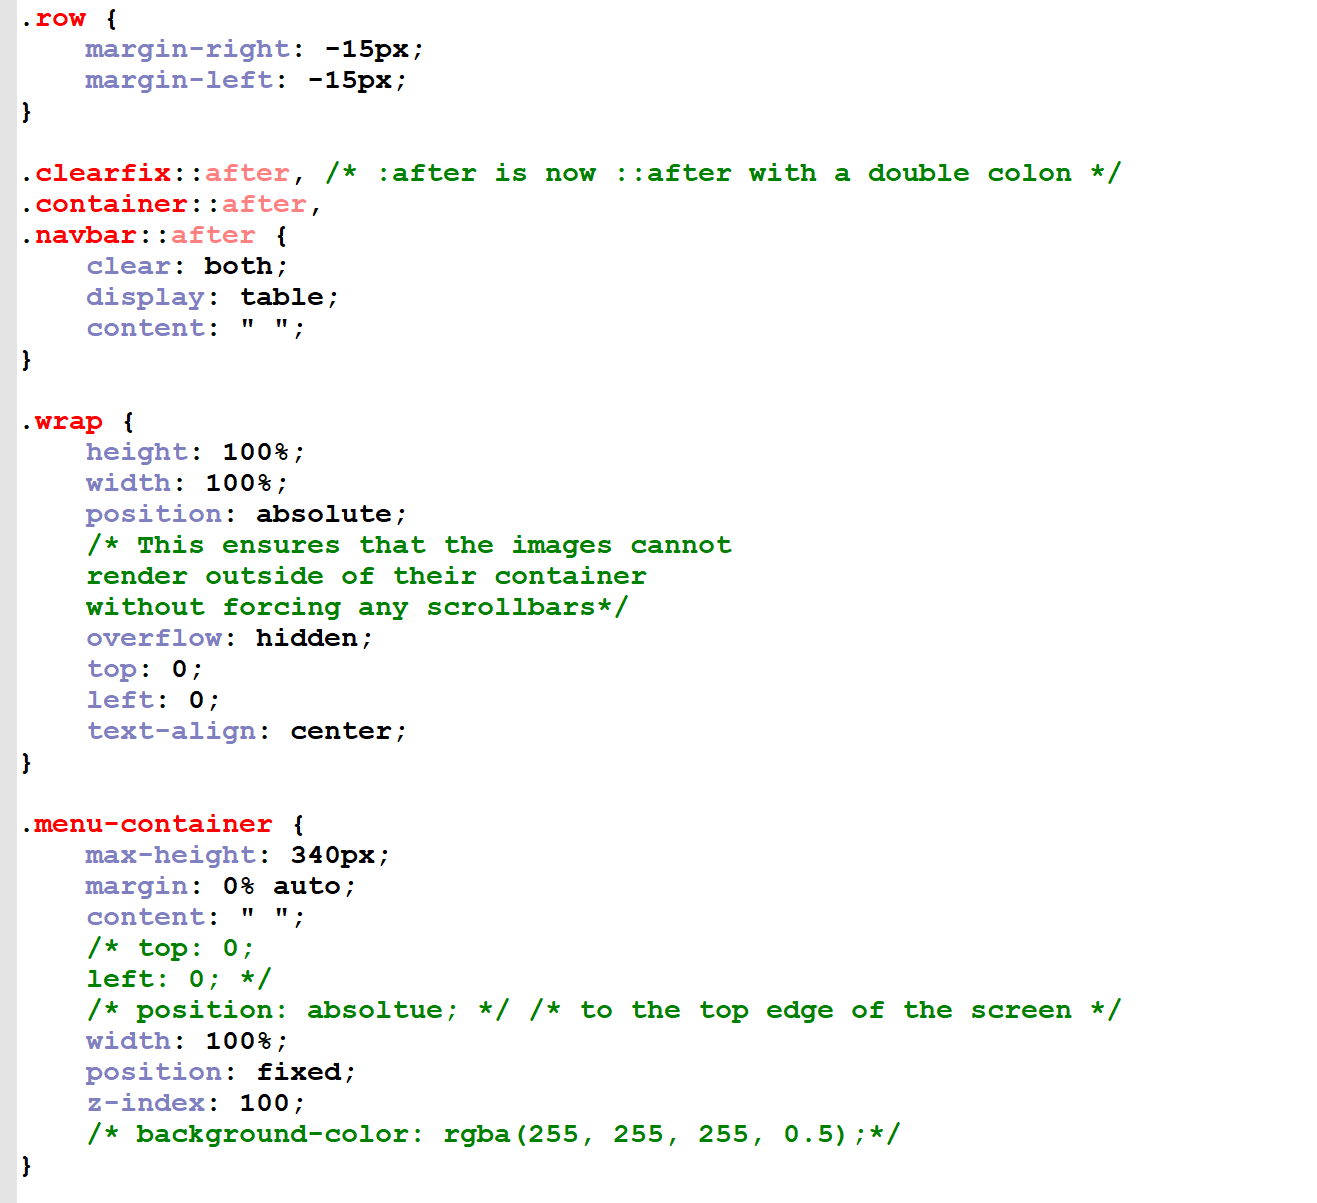 .row {
    margin-right: -15px;
    margin-left: -15px;
}

.clearfix::after, /* :after is now ::after with a double colon */
.container::after,
.navbar::after {
    clear: both;
    display: table;
    content: " ";
}

.wrap {
    height: 100%;
    width: 100%;
    position: absolute;
    /* This ensures that the images cannot
    render outside of their container
    without forcing any scrollbars*/
    overflow: hidden;
    top: 0;
    left: 0;
    text-align: center;
}

.menu-container {
    max-height: 340px;
    margin: 0% auto;
    content: " ";
    /* top: 0;
    left: 0; */
    /* position: absoltue; */ /* to the top edge of the screen */
    width: 100%;
    position: fixed;
    z-index: 100;
    /* background-color: rgba(255, 255, 255, 0.5);*/
}